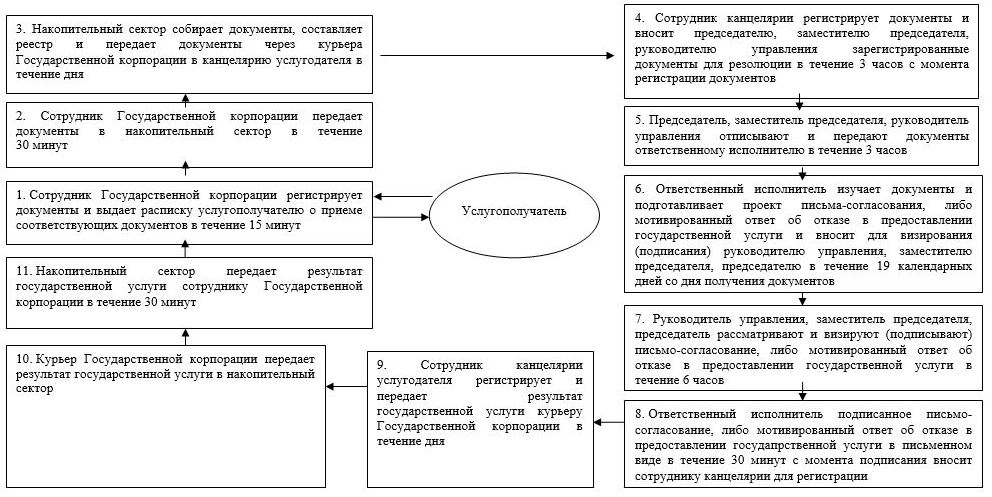 3. Накопительный сектор собирает документы, составляет
реестр и передает документы через курьера
Государственной корпорации в канцелярию услугодателя в
течение дня
4. Сотрудник канцелярии регистрирует документы и
вносит председателю, заместителю председателя,
руководителю управления зарегистрированные
документы для резолюции в течение 3 часов с момента
регистрации документов
2. Сотрудник Государственной корпорации передает
документы в накопительный сектор в течение
30 минут
5. Председатель, заместитель председателя, руководитель
управления отписывают и передают документы
ответственному исполнителю в течение 3 часов
1. Сотрудник Государственной корпорации регистрирует
документы и выдает расписку услугополучателю о приеме
соответствующих документов в течение 15 минут
Услугополучатель
6. Ответственный исполнитель изучает документы и
подготавливает проект письма-согласования, либо
мотивированный ответ об отказе в предоставлении
государственной услуги и вносит для визирования
(подписания) руководителю управления, заместителю
председателя, председателю в течение 19 календарных
дней со дня получения документов
11. Накопительный сектор передает результат
государственной услуги сотруднику Государственной
корпорации в течение 30 минут
7. Руководитель управления, заместитель председателя,
председатель рассматривают и визируют (подписывают)
письмо-согласование, либо мотивированный ответ об
отказе в предоставлении государственной услуги в
течение 6 часов
10. Курьер Государственной корпорации передает
результат государственной услуги в накопительный
сектор
9. Сотрудник канцелярии
услугодателя регистрирует и
передает результат
государственной услуги курьеру
Государственной корпорации в
течение дня
8. Ответственный исполнитель подписанное письмо-
согласование, либо мотивированный ответ об отказе в
предоставлении госудапрственной услуги в письменном
виде в течение 30 минут с момента подписания вносит
сотруднику канцелярии для регистрации